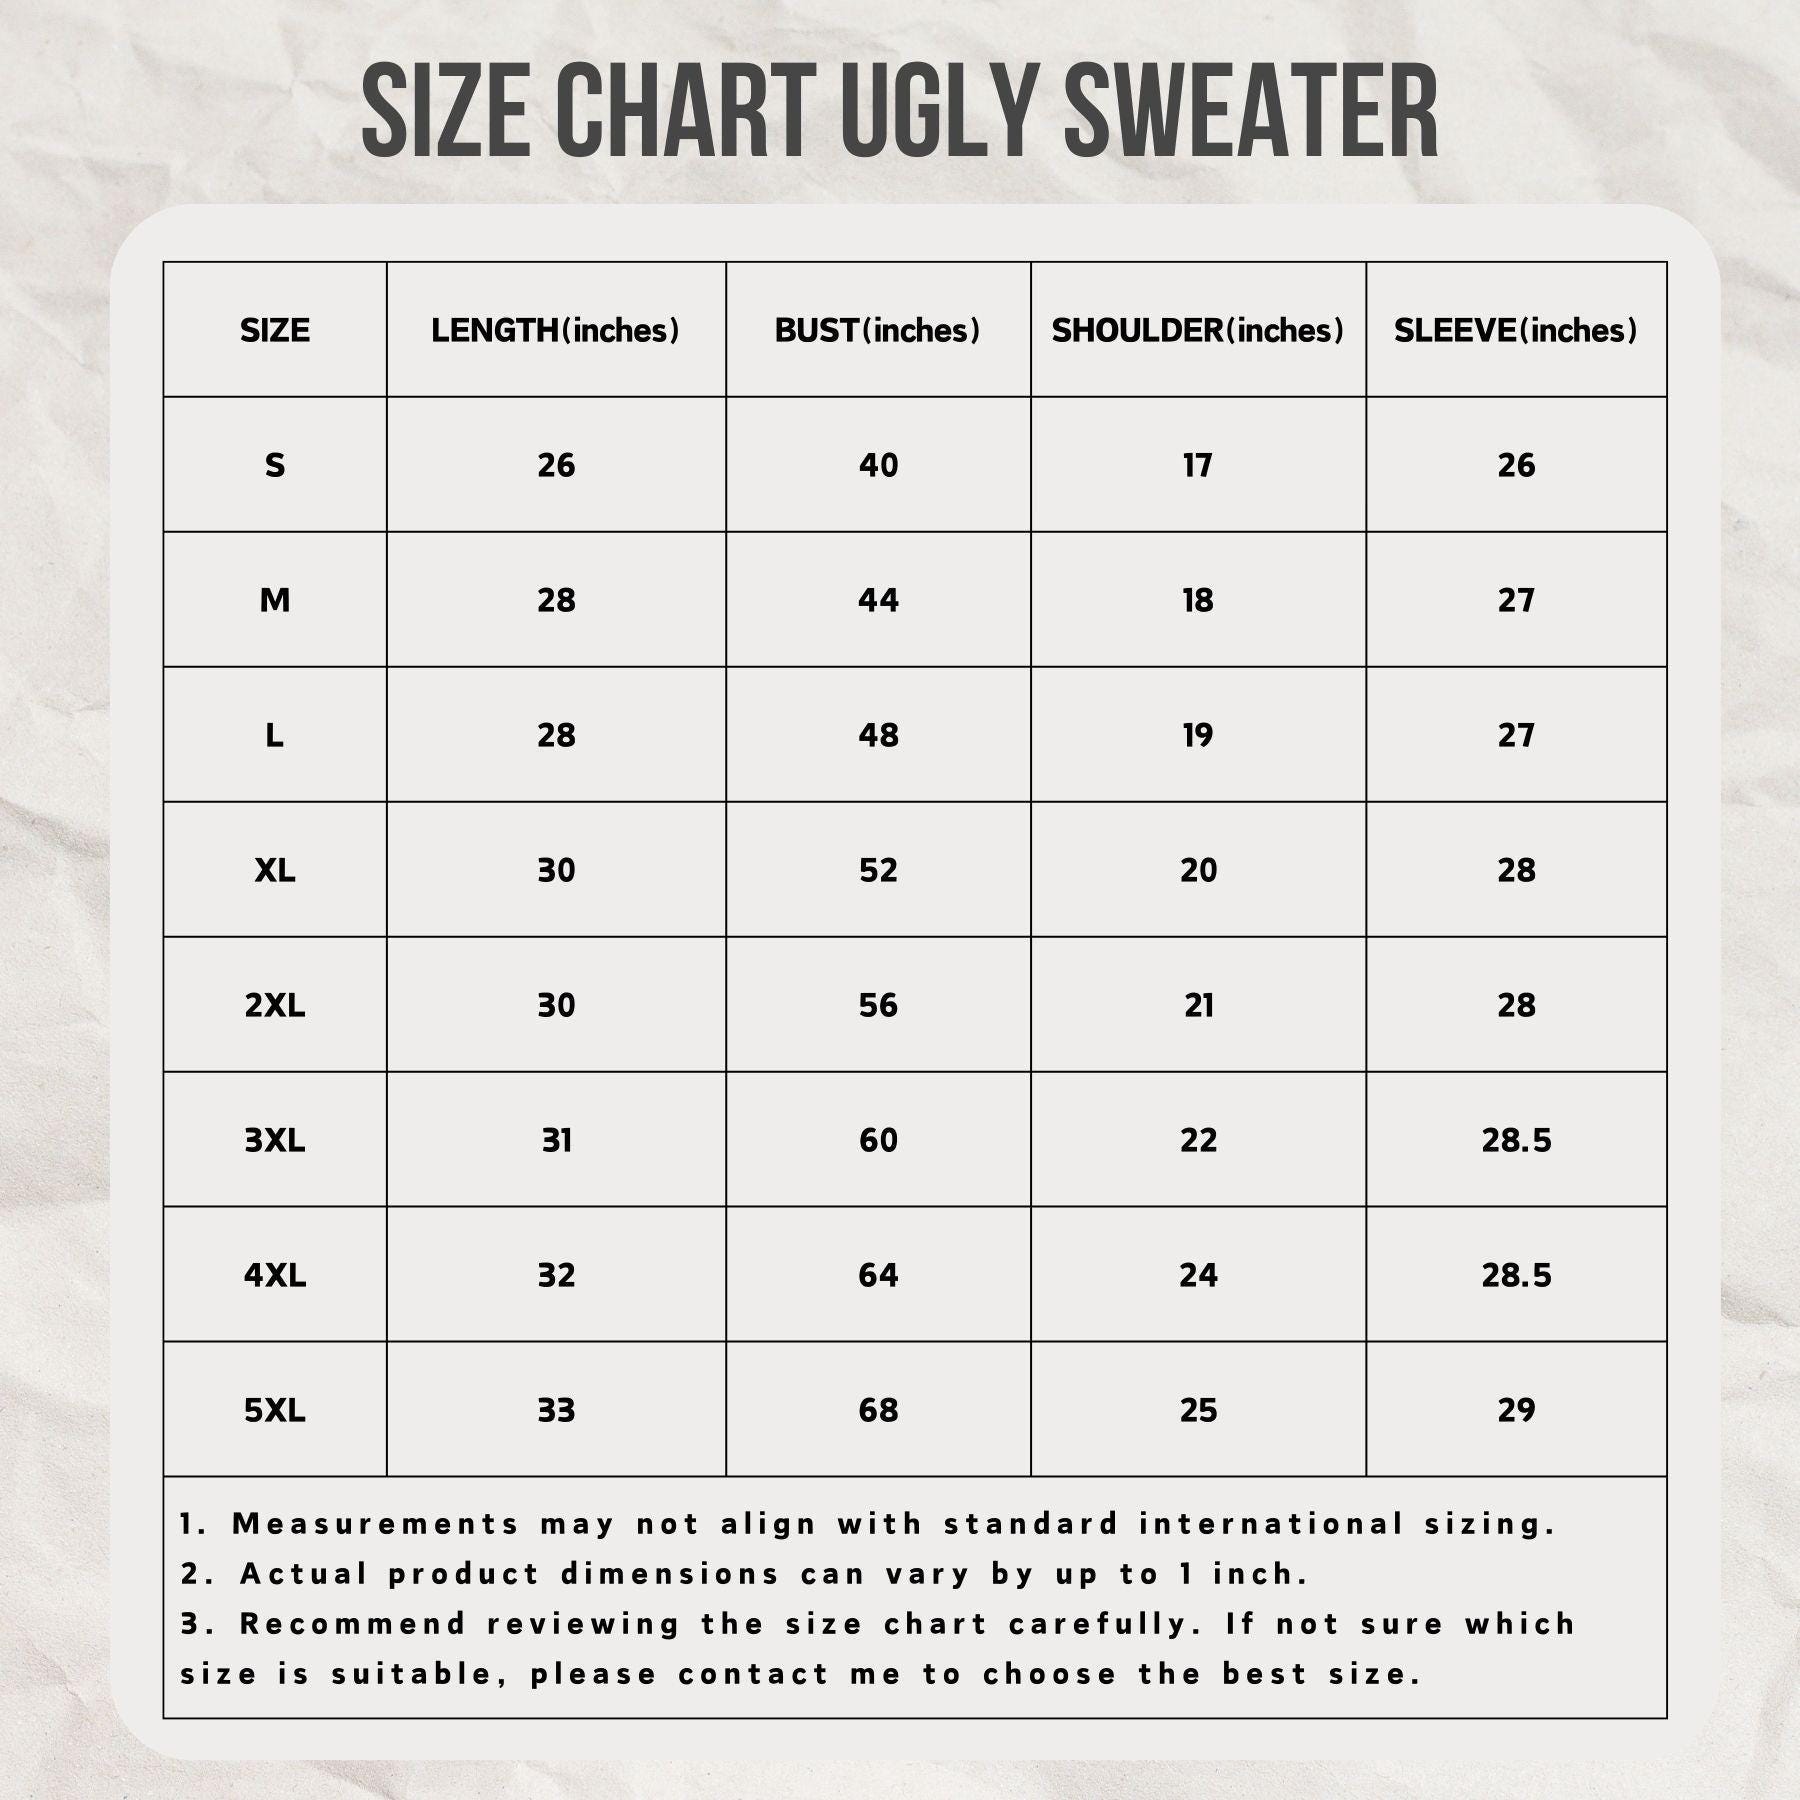 SIZE CHART UGLY SWEATER
SIZE LENGTH(inches) BUST(inches) SHOULDER(inches) SLEEVE(inches)
S 26 40 17 26
M 28 44 18 27
L 28 48 19 27
XL 30 52 20 28
2XL 30 56 21 28
3XL 31 60 22 28.5
4XL 32 64 24 28.5
5XL 33 68 25 29
1. Measurements may not align with standard international sizing.
2. Actual product dimensions can vary by up to 1 inch.
3. Recommend reviewing the size chart carefully. If not sure which
size is suitable, please contact me to choose the best size.